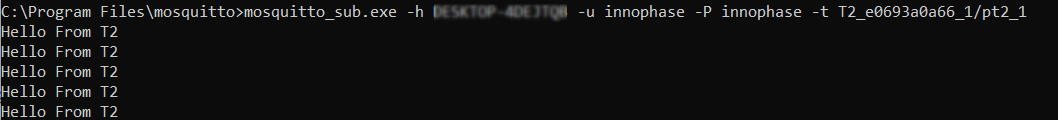 C:\Program Files\mosquitto>mosquitto_sub.exe -h -u innophase -P innophase -t T2_e0693a0a66_1/pt2_1
Hello From T2
Hello From T2
Hello From T2
Hello From T2
Hello From T2